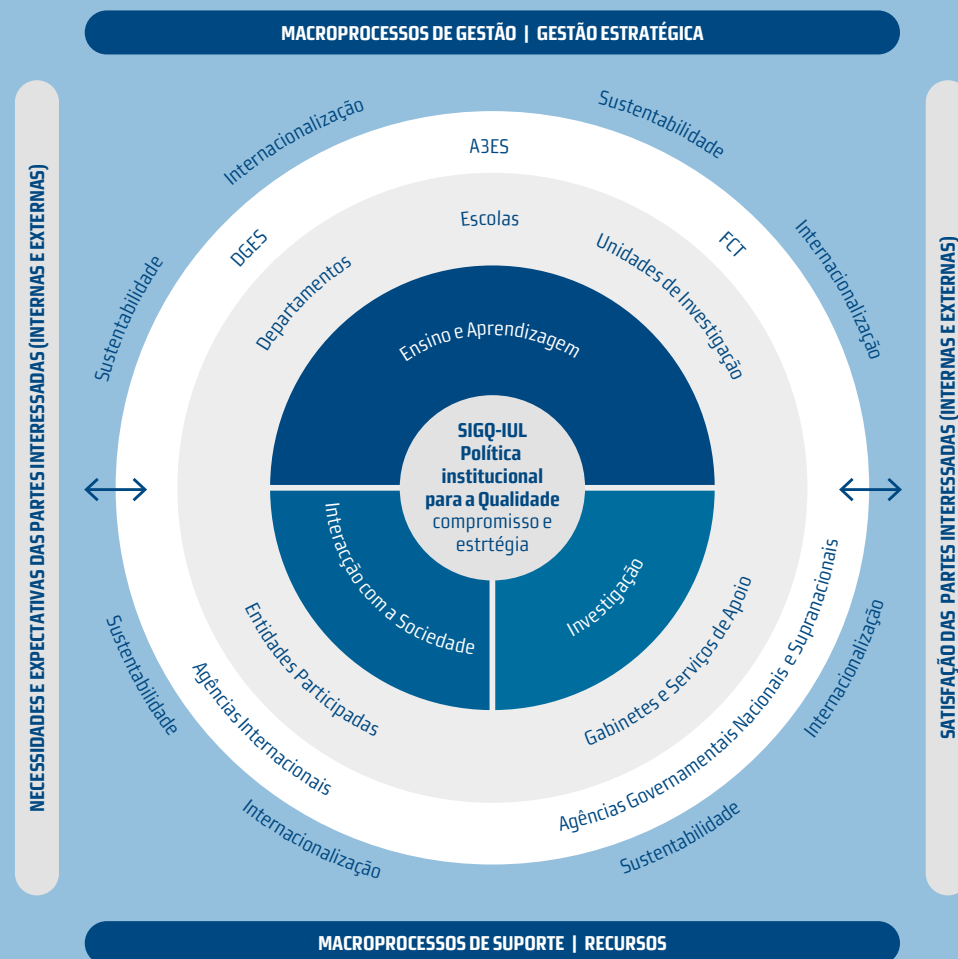 MACROPROCESSOS DE GESTÃO | GESTÃO ESTRATÉGICA
NECESSIDADES E EXPECTATIVAS DAS PARTES INTERESSADAS (INTERNAS E EXTERNAS)
SATISFAÇÃO DAS PARTES INTERESSADAS (INTERNAS E EXTERNAS)
Internacionalização
Sustentabilidade
Sustentabilidade
Internacionalização
A3ES
DGES
FCT
Escolas
Departamentos
Unidades de Investigação
Ensino e Aprendizagem
SIGQ-IUL
Política
institucional
para a Qualidade
compromisso e
estrtégia
Interacção com a Sociedade
Investigação
Entidades Participadas
Gabinetes e Serviços de Apoio
Agências Internacionais
Agências Governamentais Nacionais e Supranacionais
Sustentabilidade
Internacionalização
Internacionalização
Sustentabilidade
MACROPROCESSOS DE SUPORTE | RECURSOS